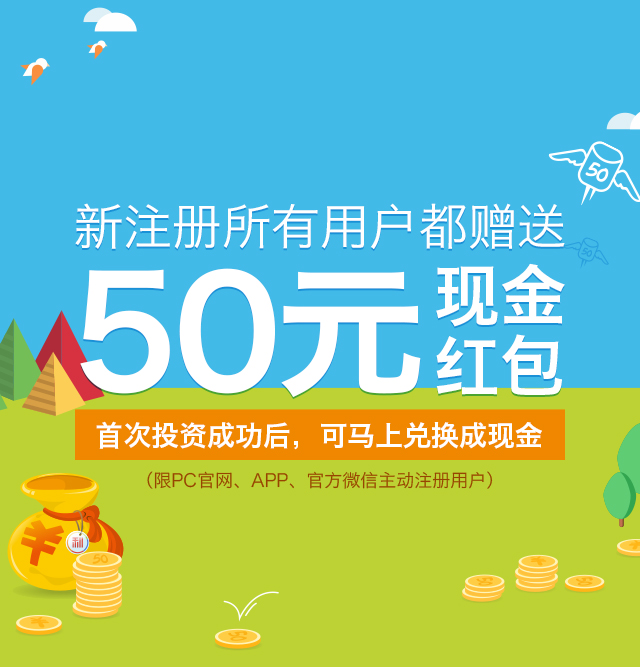 新注册所有用户都赠送
50元现金
红包
首次投资成功后，可马上兑换成现金
（限PC官网、APP、官方微信主动注册用户）
50
50